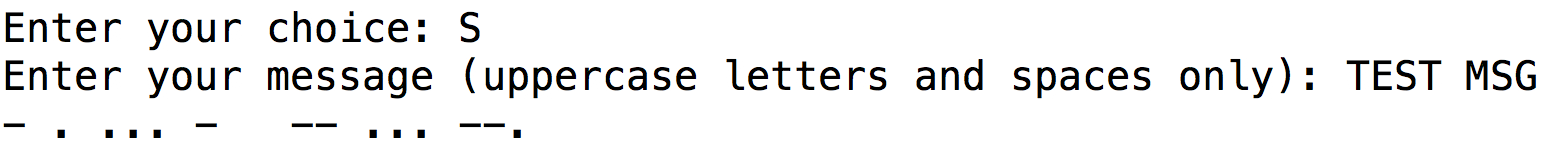 Enter your choice: S
Enter your message (uppercase letters and spaces only): TEST MSG
- . ... -   -- ... --.